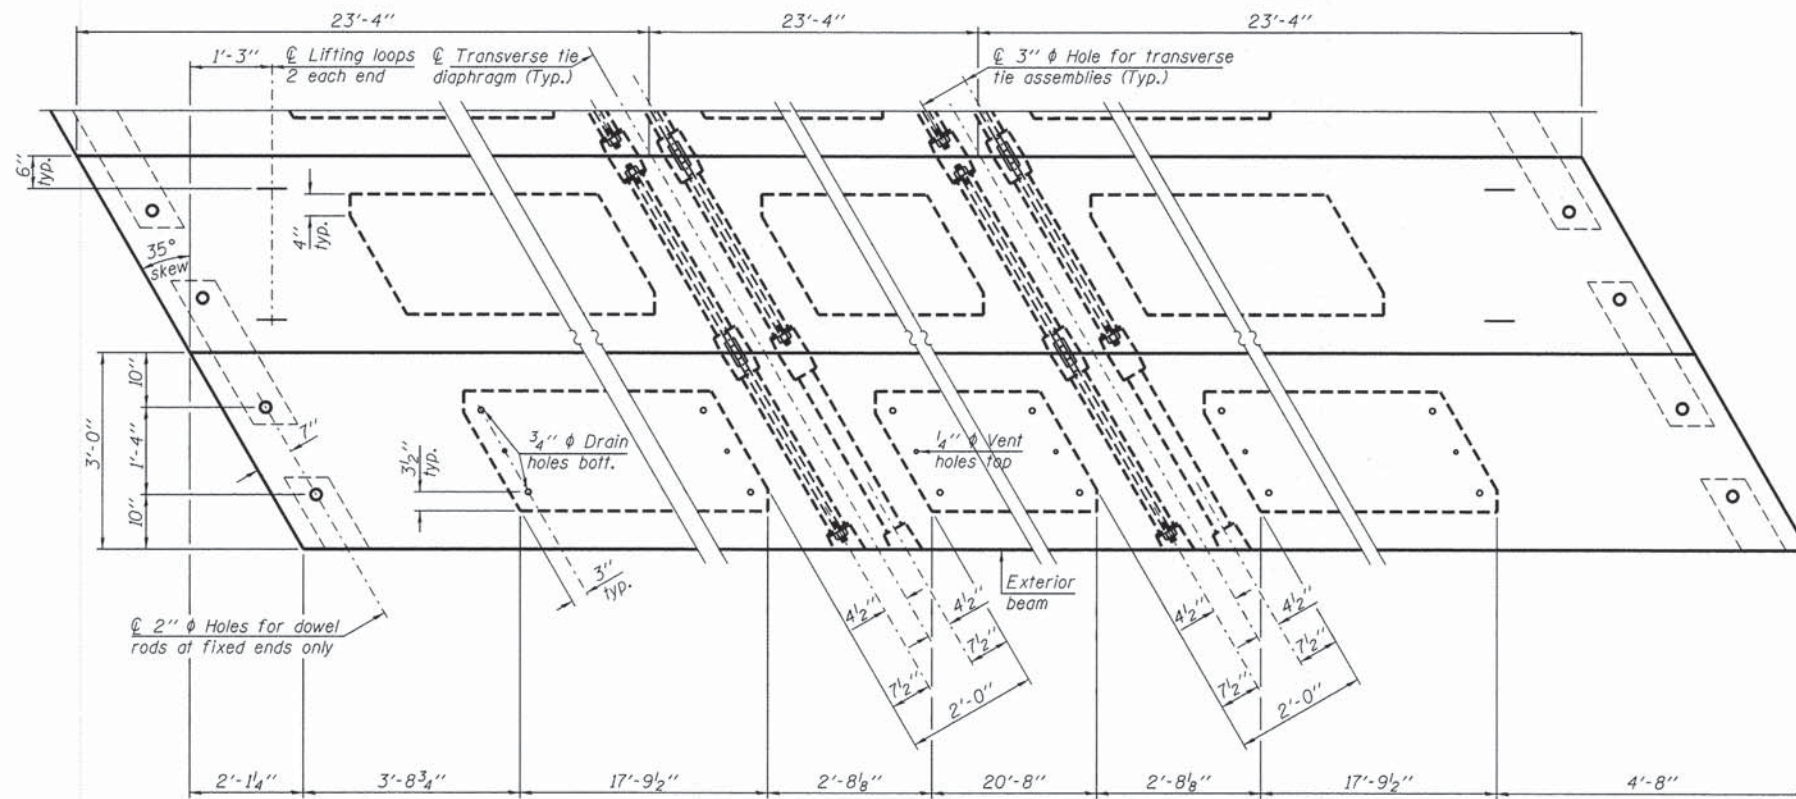 23'-4"
23'-4"
23'-4"
1'-3"
℄ Lifting loops
2 each end
℄ Transverse tie
diaphragm (Typ.)
℄ 3" ϕ Hole for transverse
tie assemblies (Typ.)
6"
typ.
4"
typ.
35°
skew
3'-0"
10"
1'-4"
10"
7"
3½"
typ.
¾" ϕ Drain
holes bott.
¼" ϕ Vent
holes top
3"
typ.
℄ 2" ϕ Holes for dowel
rods at fixed ends only
Exterior
beam
4½"
4½"
7½"
7½"
2'-0"
4½"
4½"
7½"
7½"
2'-0"
2'-1¼"
3'-8¾"
17'-9½"
2'-8⅛"
20'-8"
2'-8⅛"
17'-9½"
4'-8"